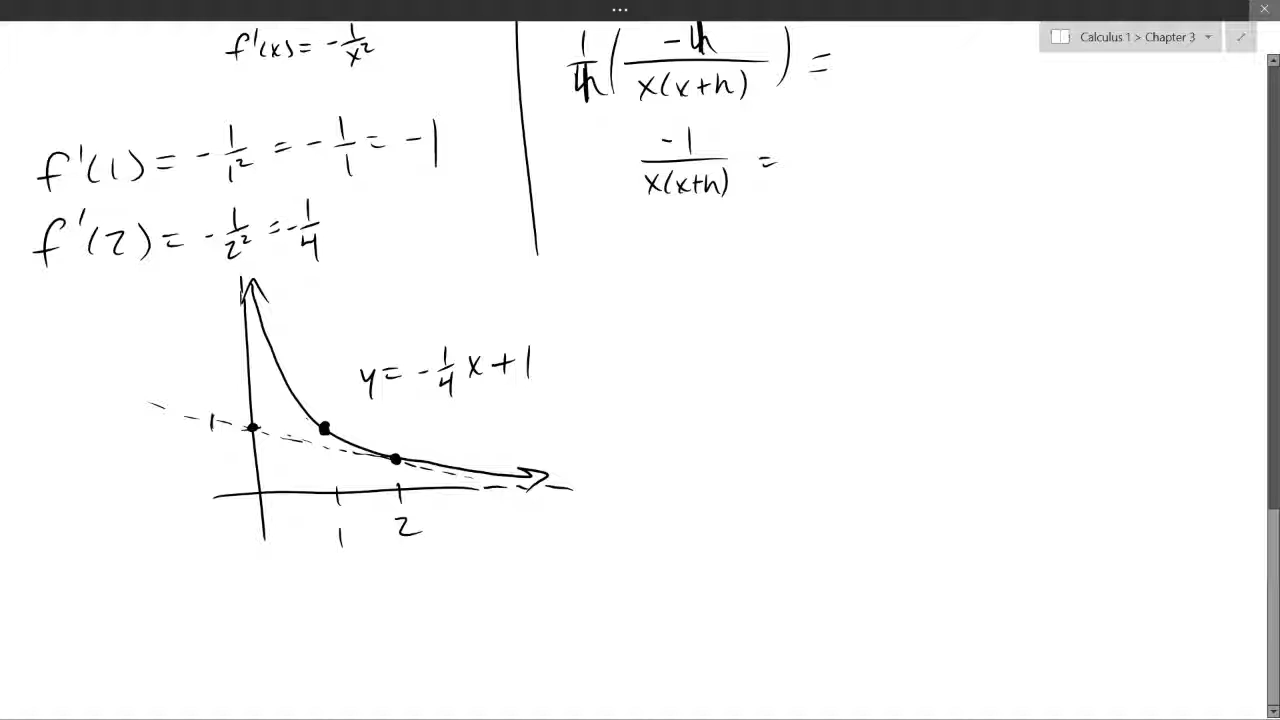 Calculus 1 > Chapter 3
f'(x) = -1/x²
f'(1) = -1/1² = -1/1 = -1
f'(2) = -1/2² = -1/4
1/h (-h/x(x+h)) =
-1/x(x+h) =
y = -1/4 x + 1
1
1
2